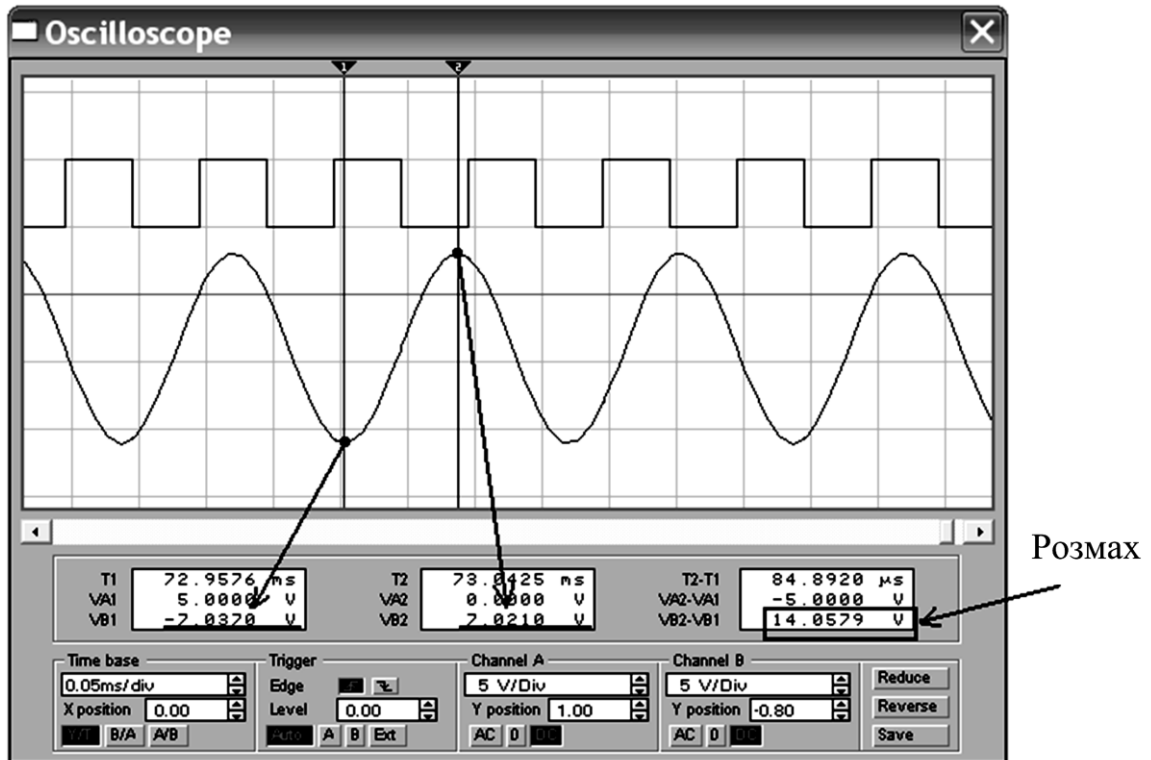 Oscilloscope
1 2
Розмах
T1 72.9576 ms T2 73.0425 ms T2-T1 84.8920 µs
VA1 5.0000 V VA2 0.0000 V VA2-VA1 -5.0000 V
VB1 -7.0370 V VB2 7.0210 V VB2-VB1 14.0579 V
Time base Trigger Channel A Channel B
0.05ms/div Edge 5 V/Div 5 V/Div Reduce
X position 0.00 Level 0.00 Y position 1.00 Y position -0.80 Reverse
Y/T B/A A/B Auto A B Ext AC 0 DC AC 0 DC Save